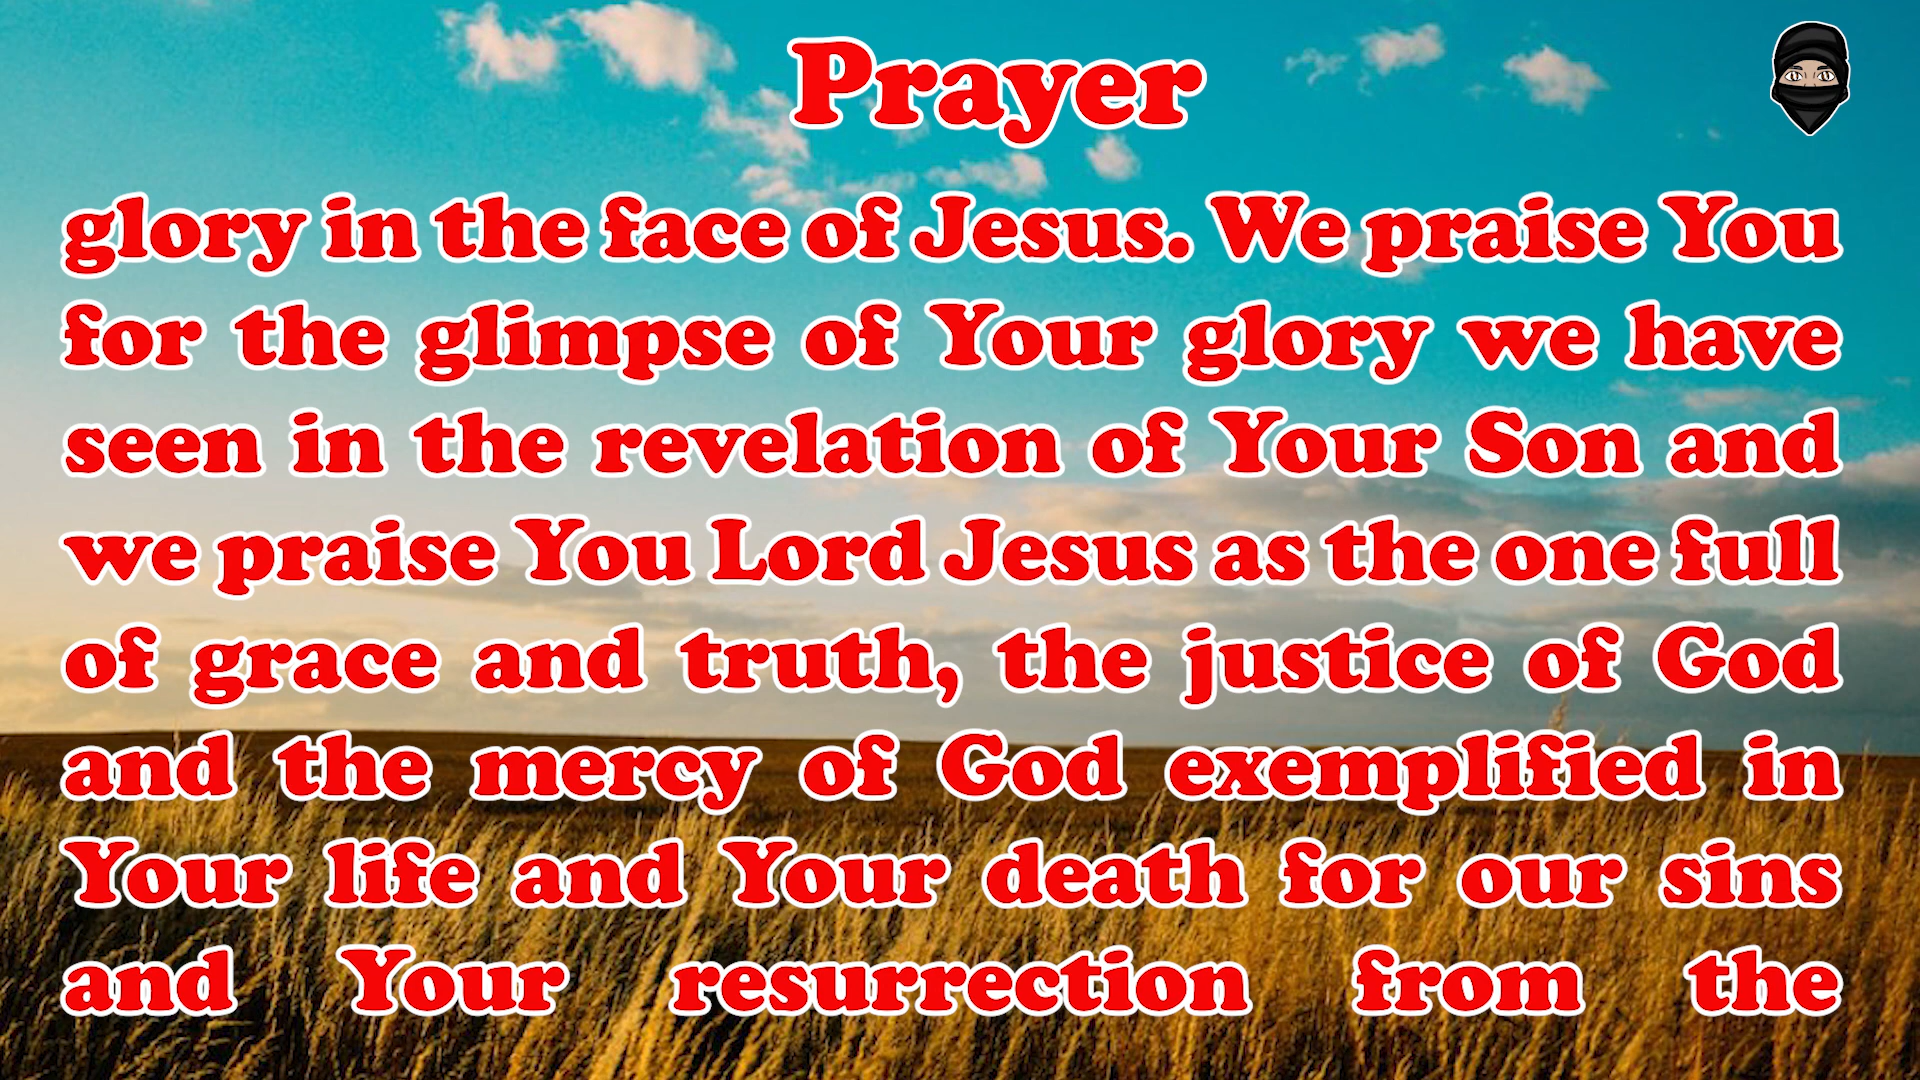 Prayer
glory in the face of Jesus. We praise You
for the glimpse of Your glory we have
seen in the revelation of Your Son and
we praise You Lord Jesus as the one full
of grace and truth, the justice of God
and the mercy of God exemplified in
Your life and Your death for our sins
and Your resurrection from the